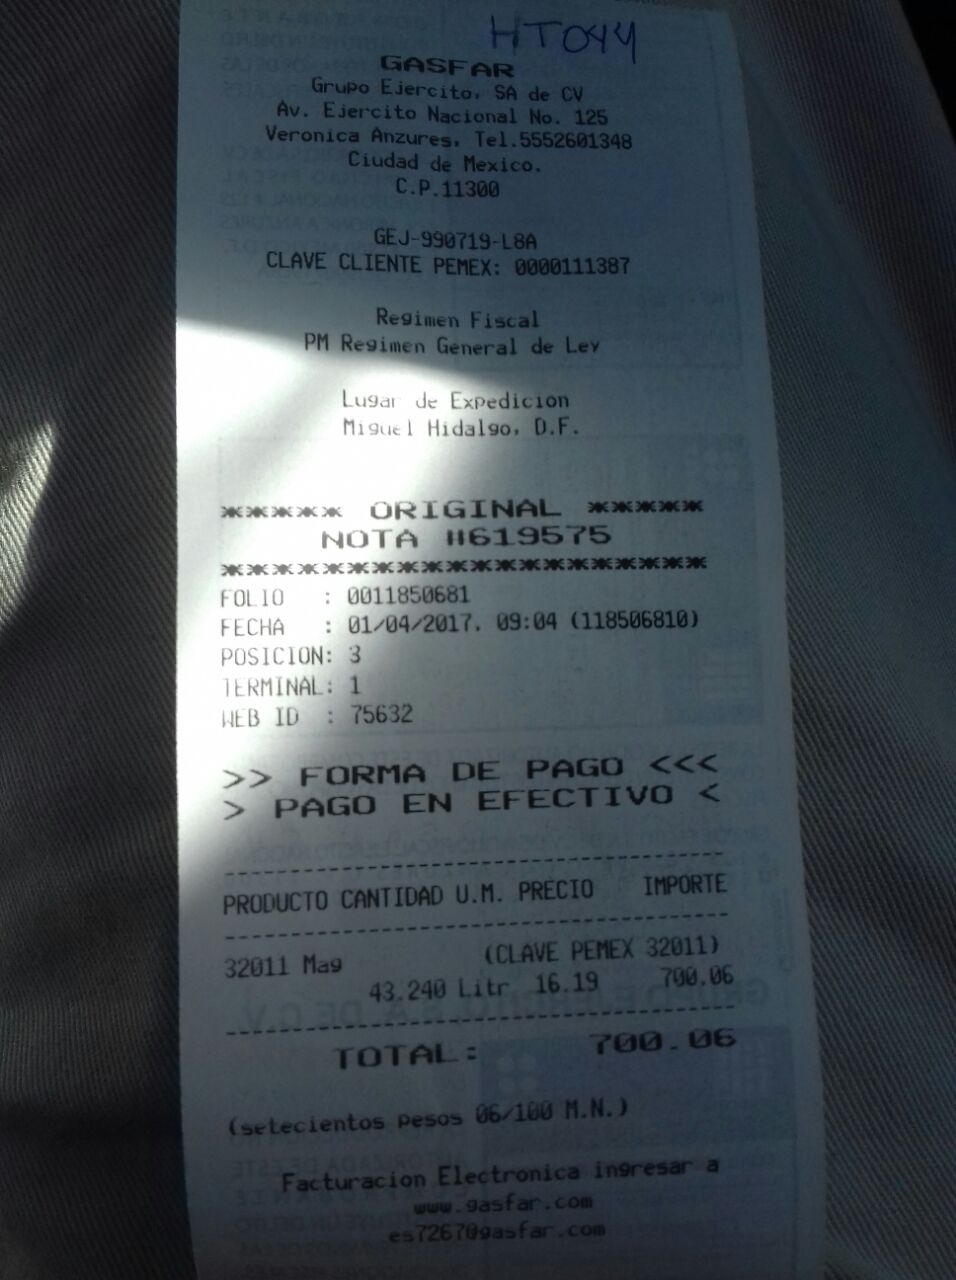 HT044
GASFAR
Grupo Ejercito, SA de CV
Av. Ejercito Nacional No. 125
Veronica Anzures, Tel.5552601348
Ciudad de Mexico.
C.P.11300
GEJ-990719-L8A
CLAVE CLIENTE PEMEX: 0000111387
Regimen Fiscal
PM Regimen General de Ley
Lugar de Expedicion
Miguel Hidalgo, D.F.
***** ORIGINAL *****
NOTA #619575
********************
FOLIO : 0011850681
FECHA : 01/04/2017. 09:04 (118506810)
POSICION: 3
TERMINAL: 1
WEB ID : 75632
>> FORMA DE PAGO <<<
> PAGO EN EFECTIVO <
PRODUCTO CANTIDAD U.M. PRECIO IMPORTE
32011 Mag (CLAVE PEMEX 32011)
43.240 Litr 16.19 700.06
TOTAL: 700.06
(setecientos pesos 06/100 M.N.)
Facturacion Electronica ingresar a
www.gasfar.com
es7267@gasfar.com